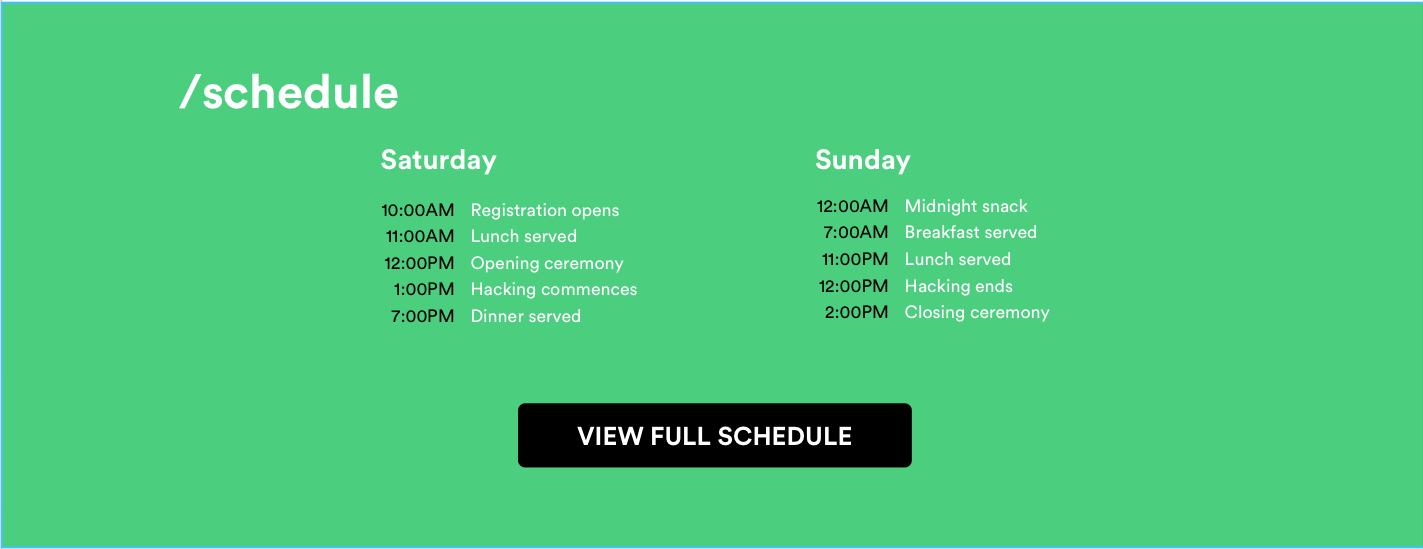 /schedule
Saturday
10:00AM Registration opens
11:00AM Lunch served
12:00PM Opening ceremony
1:00PM Hacking commences
7:00PM Dinner served
Sunday
12:00AM Midnight snack
7:00AM Breakfast served
11:00PM Lunch served
12:00PM Hacking ends
2:00PM Closing ceremony
VIEW FULL SCHEDULE